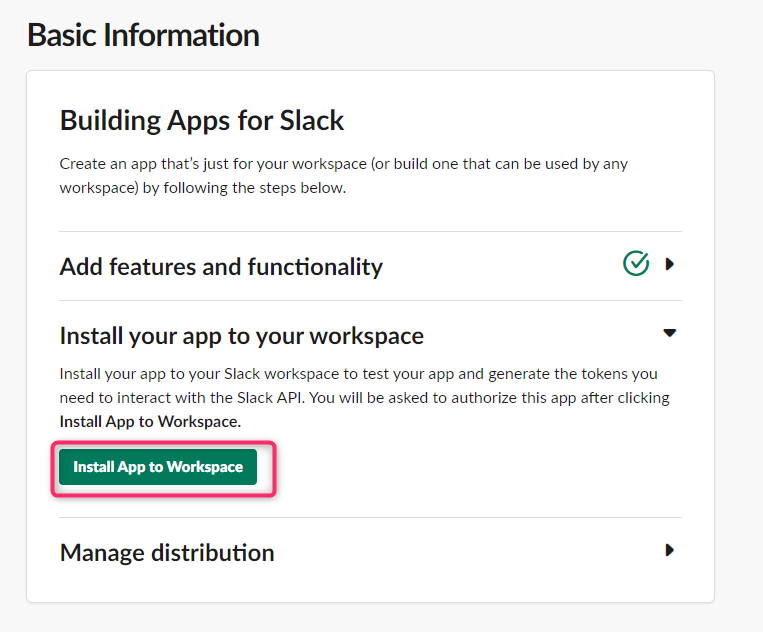 Basic Information
Building Apps for Slack
Create an app that’s just for your workspace (or build one that can be used by any
workspace) by following the steps below.
Add features and functionality
Install your app to your workspace
Install your app to your Slack workspace to test your app and generate the tokens you
need to interact with the Slack API. You will be asked to authorize this app after clicking
Install App to Workspace.
Install App to Workspace
Manage distribution